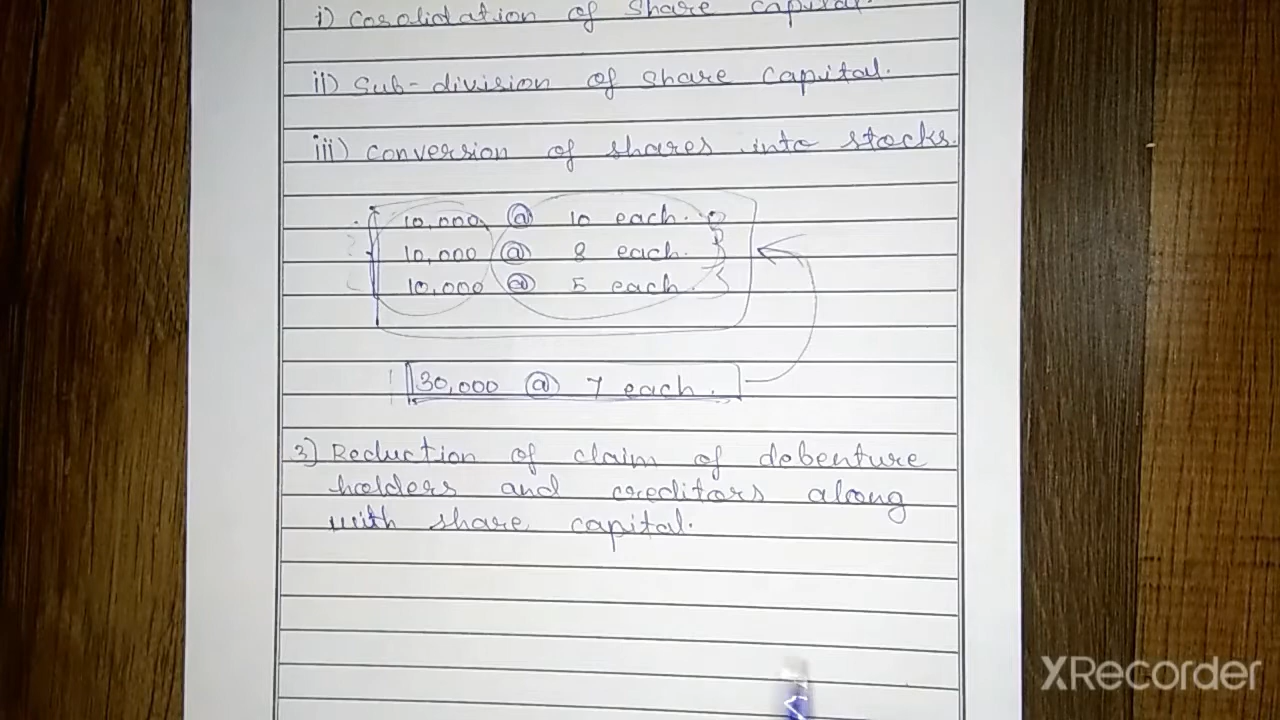 i) Cosolidation of share capital.
ii) Sub-division of share capital.
iii) Conversion of shares into stocks.
10,000 @ 10 each.
10,000 @ 8 each.
10,000 @ 5 each.
30,000 @ 7 each.
3) Reduction of claim of debenture
holders and creditors along
with share capital.
XRecorder